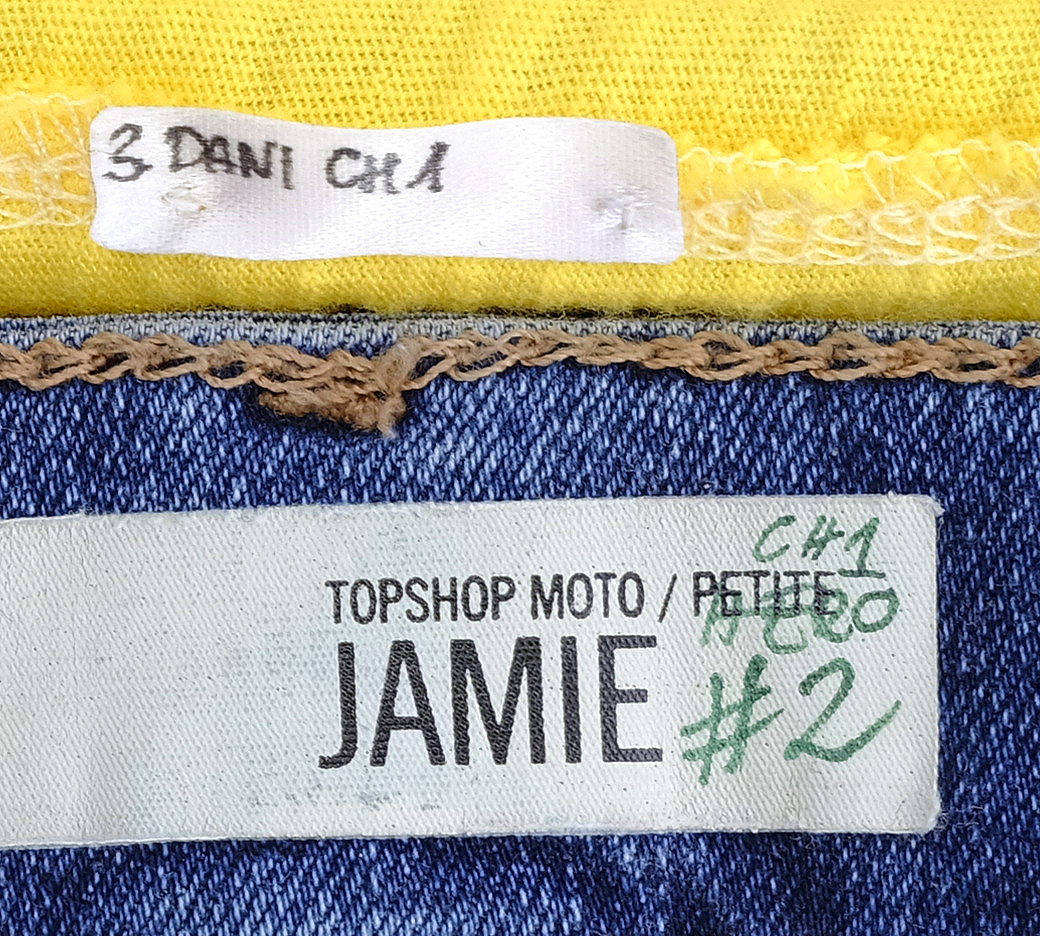 3 DANI CH1
CH1
TOPSHOP MOTO / PETITE
JAMIE
#2